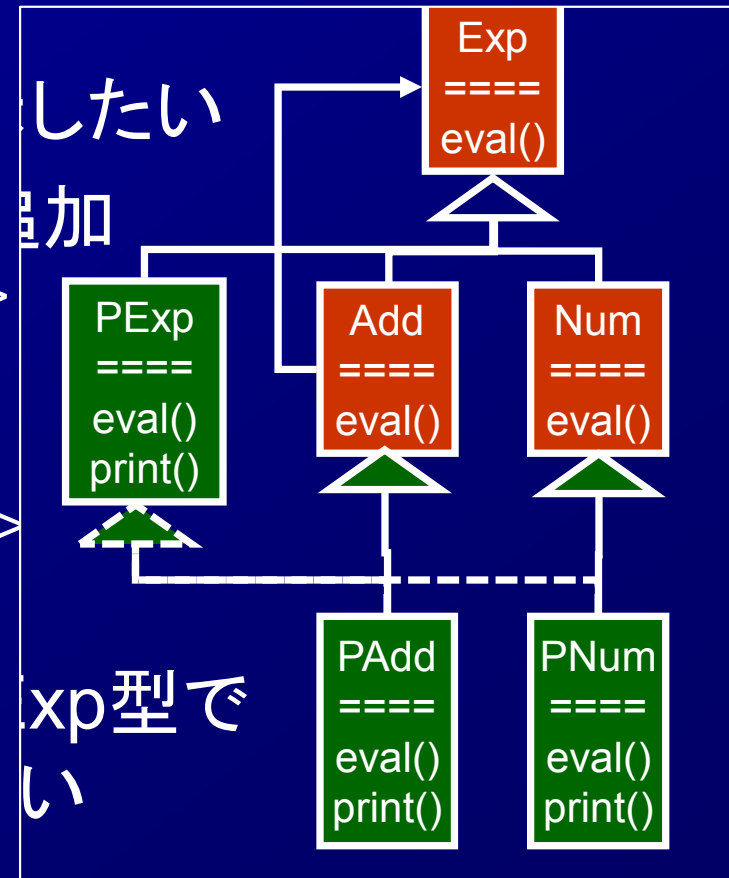 したい
追加
xp型で
い
Exp
====
eval()
PExp
====
eval()
print()
Add
====
eval()
Num
====
eval()
PAdd
====
eval()
print()
PNum
====
eval()
print()